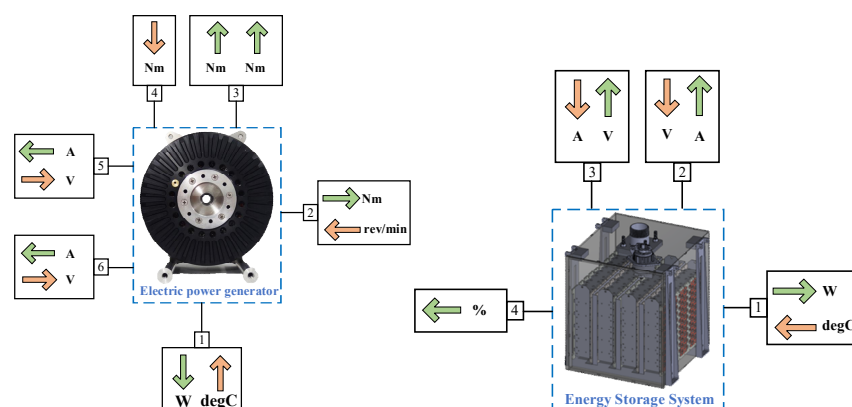 Nm
Nm Nm
4
3
A
V
5
2
Nm
rev/min
A
V
6
Electric power generator
1
W degC
A V
V A
3
2
%
4
1
W
degC
Energy Storage System